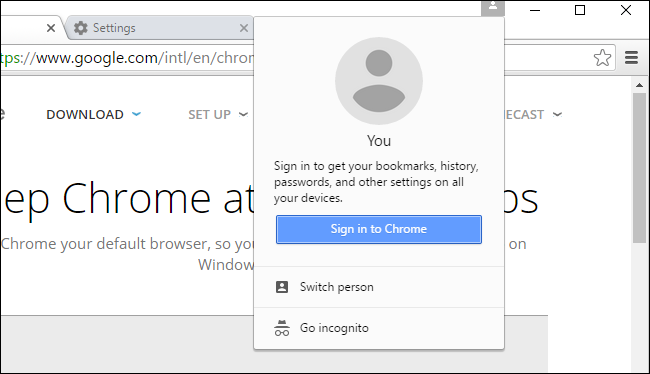 Settings
ttps://www.google.com/intl/en/chrom
DOWNLOAD
SET UP
ECAST
You
Sign in to get your bookmarks, history,
passwords, and other settings on all
your devices.
Sign in to Chrome
Switch person
Go incognito
ep Chrome at
ps
Chrome your default browser, so you
on
Window